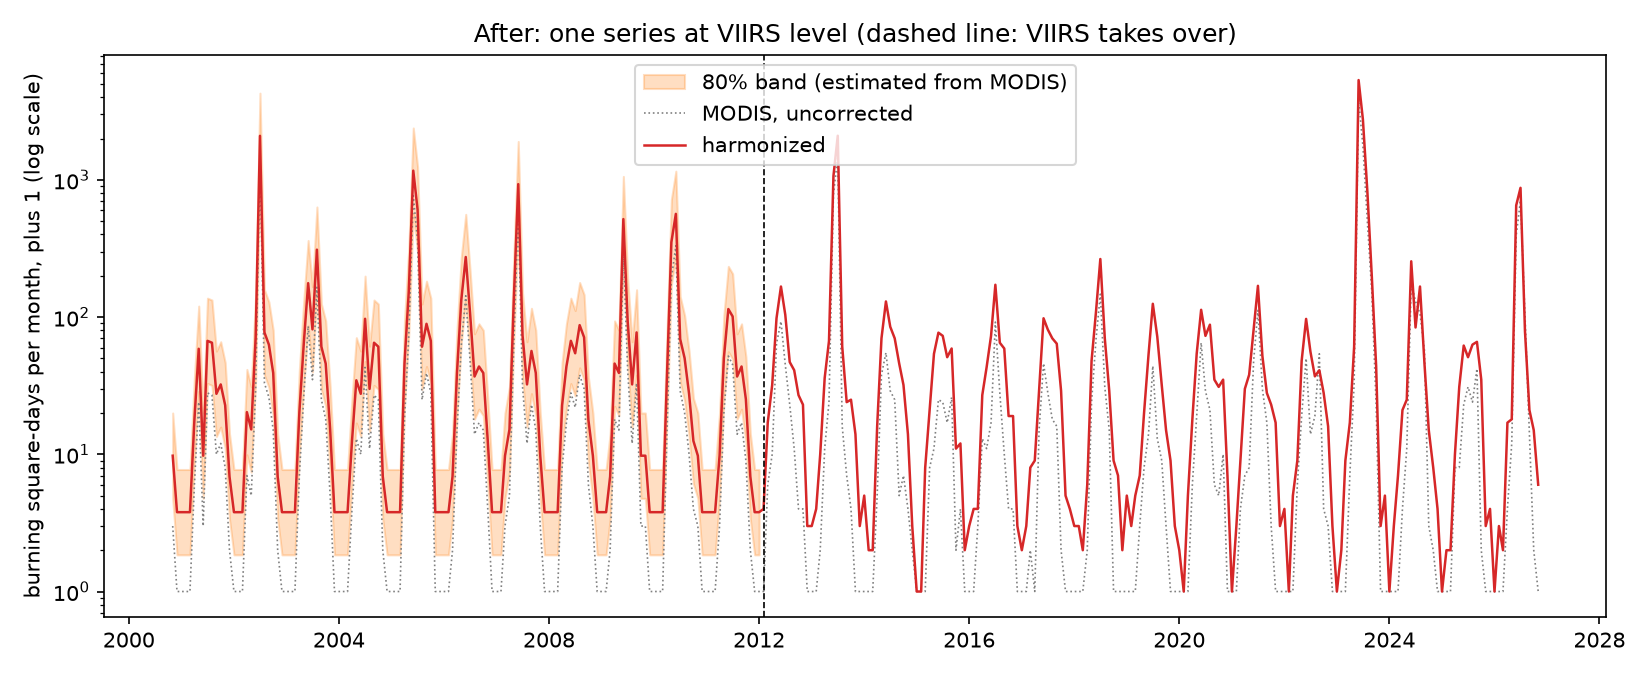 After: one series at VIIRS level (dashed line: VIIRS takes over)
80% band (estimated from MODIS)
MODIS, uncorrected
harmonized
burning square-days per month, plus 1 (log scale)
10³
10²
10¹
10⁰
2000 2004 2008 2012 2016 2020 2024 2028